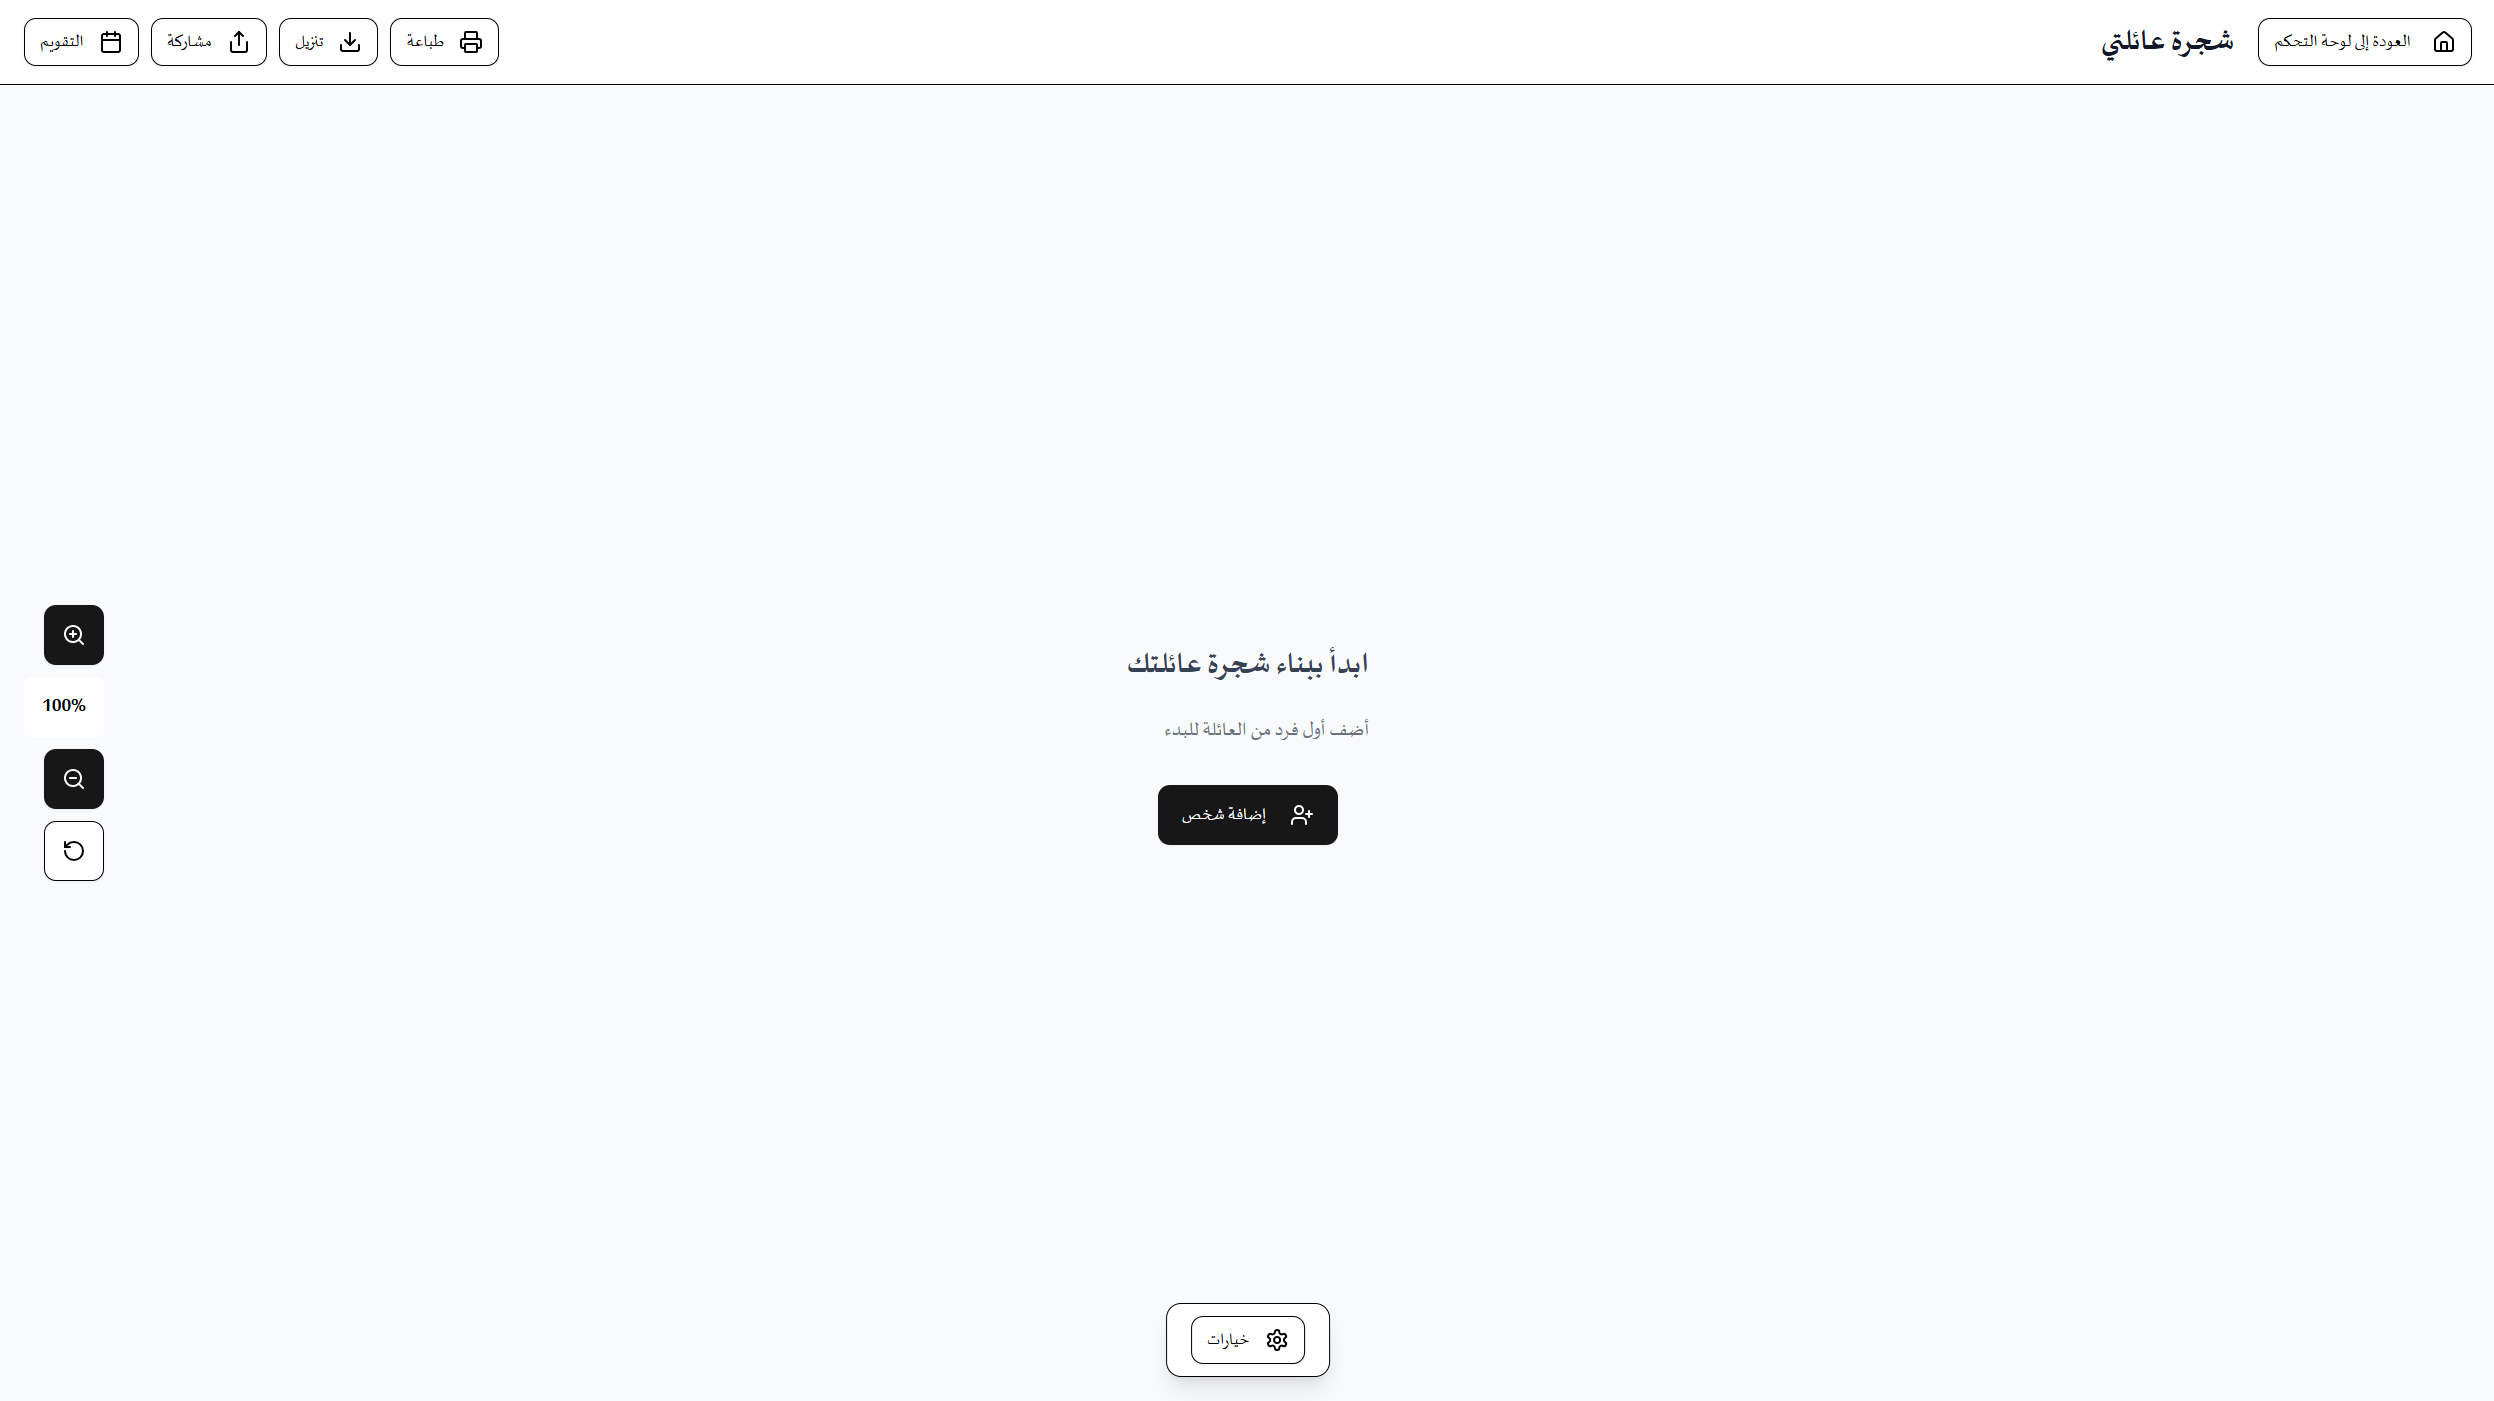 العودة إلى لوحة التحكم
شجرة عائلتي
طباعة
تنزيل
مشاركة
التقويم
100%
ابدأ ببناء شجرة عائلتك
أضف أول فرد من العائلة للبدء
إضافة شخص
خيارات